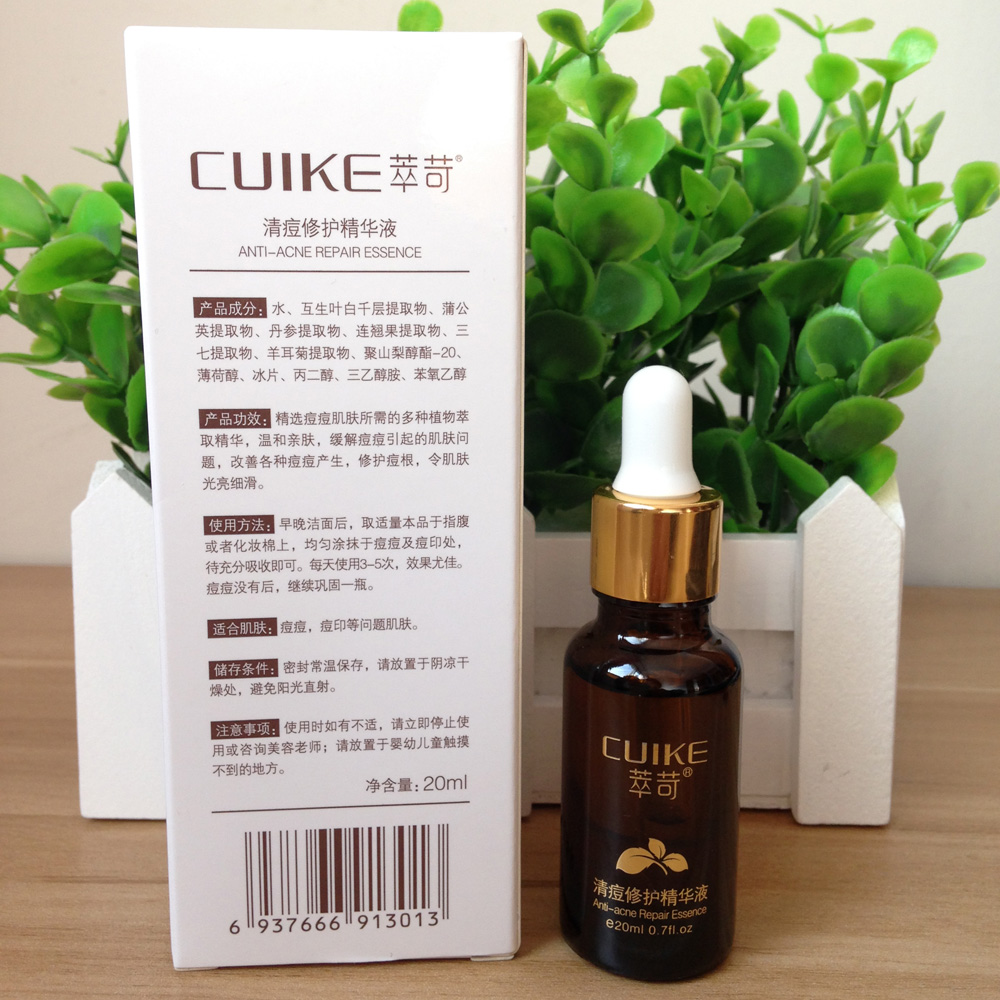 CUIKE 萃苛®
清痘修护精华液
ANTI-ACNE REPAIR ESSENCE
产品成分: 水、互生叶白千层提取物、蒲公
英提取物、丹参提取物、连翘果提取物、三
七提取物、羊耳菊提取物、聚山梨醇酯-20、
薄荷醇、冰片、丙二醇、三乙醇胺、苯氧乙醇
产品功效: 精选痘痘肌肤所需的多种植物萃
取精华，温和亲肤，缓解痘痘引起的肌肤问
题，改善各种痘痘产生，修护痘根，令肌肤
光亮细滑。
使用方法: 早晚洁面后，取适量本品于指腹
或者化妆棉上，均匀涂抹于痘痘及痘印处，
待充分吸收即可。每天使用3-5次，效果尤佳。
痘痘没有后，继续巩固一瓶。
适合肌肤: 痘痘，痘印等问题肌肤。
储存条件: 密封常温保存，请放置于阴凉干
燥处，避免阳光直射。
注意事项: 使用时如有不适，请立即停止使
用或咨询美容老师；请放置于婴幼儿童触摸
不到的地方。
净含量: 20ml
6 937666 913013
CUIKE
萃苛®
清痘修护精华液
Anti-acne Repair Essence
e20ml 0.7fl.oz